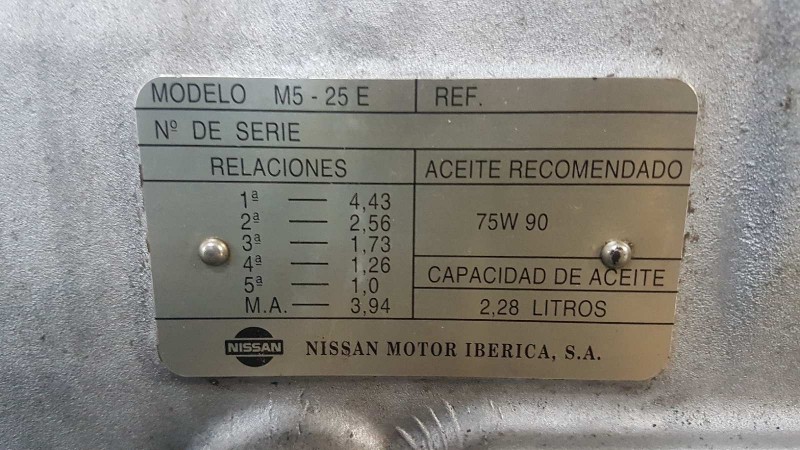 MODELO M5 - 25 E REF.
Nº DE SERIE
RELACIONES
1ª — 4,43
2ª — 2,56
3ª — 1,73
4ª — 1,26
5ª — 1,0
M.A. — 3,94
ACEITE RECOMENDADO
75W 90
CAPACIDAD DE ACEITE
2,28 LITROS
NISSAN NISSAN MOTOR IBERICA, S.A.